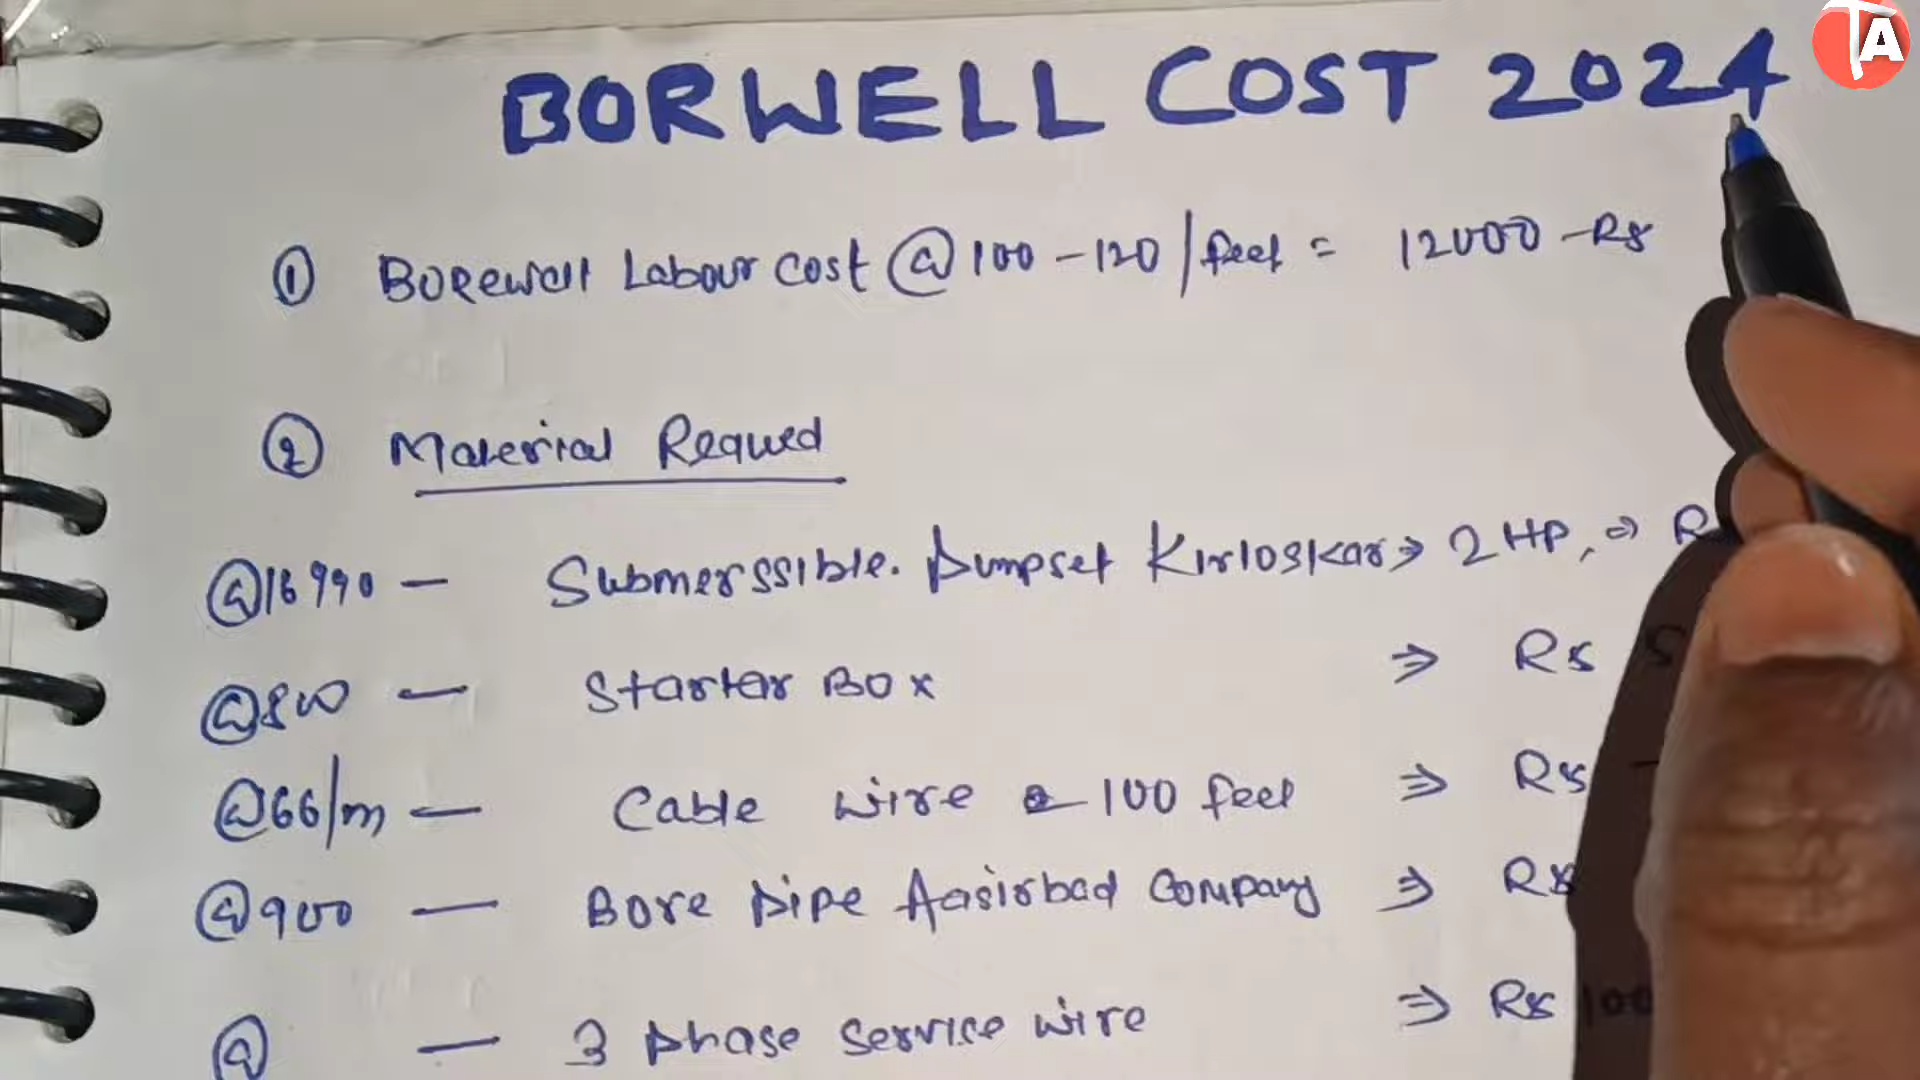 TA
BORWELL COST 2024
① Borewell Labour cost @ 100 - 120 / feet = 12000 - Rs
② Material Requed
@16990 — Submerssible. Pumpset Kirloskar ⇒ 2 HP, ⇒ R
— Starter Box ⇒ Rs
@66/m — Cable wire 100 feet ⇒ Rs
@900 — Bore pipe Aasirbad company ⇒ Rs
@ — 3 phase service wire ⇒ Rs 100